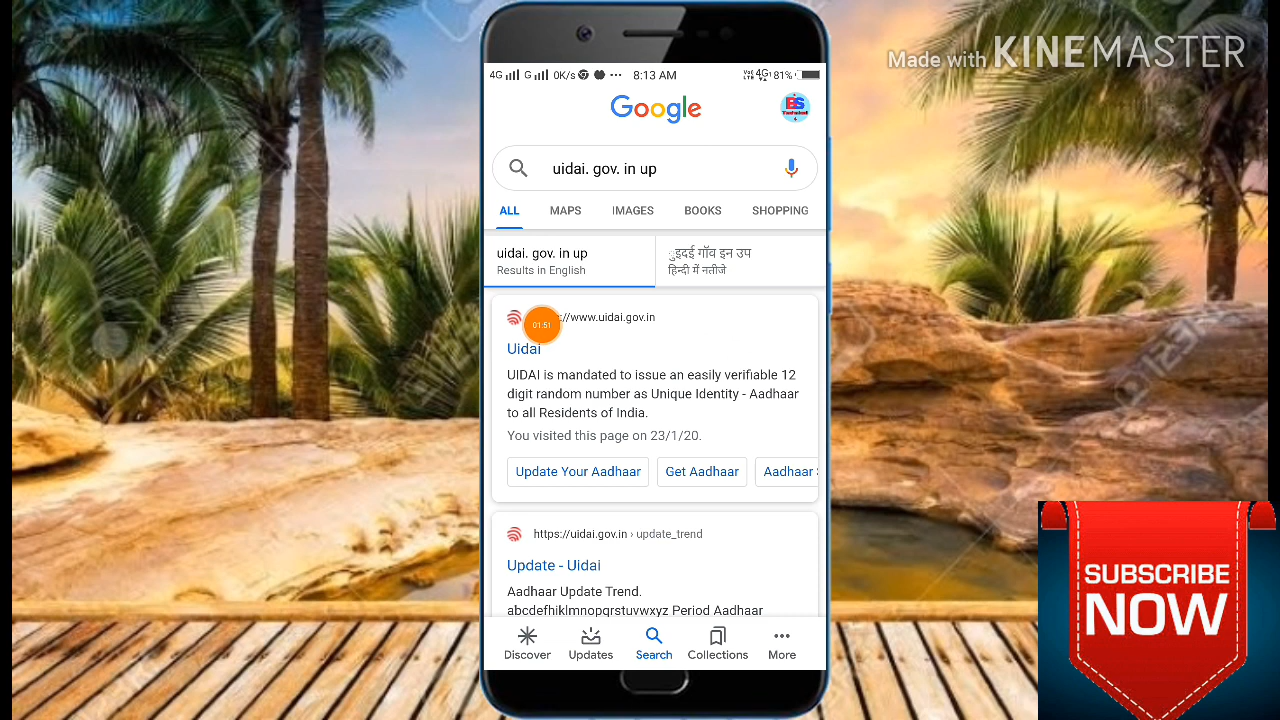 Made with KINEMASTER
4G G 0K/s 8:13 AM 4G 81%
Google
BS
uidai. gov. in up
ALL MAPS IMAGES BOOKS SHOPPING
uidai. gov. in up
Results in English
ुइदई गॉव इन उप
हिन्दी में नतीजे
://www.uidai.gov.in
01:51
Uidai
UIDAI is mandated to issue an easily verifiable 12
digit random number as Unique Identity - Aadhaar
to all Residents of India.
You visited this page on 23/1/20.
Update Your Aadhaar Get Aadhaar Aadhaar
https://uidai.gov.in › update_trend
Update - Uidai
Aadhaar Update Trend.
abcdefhiklmnopqrstuvwxyz Period Aadhaar
Discover Updates Search Collections More
SUBSCRIBE
NOW
123R